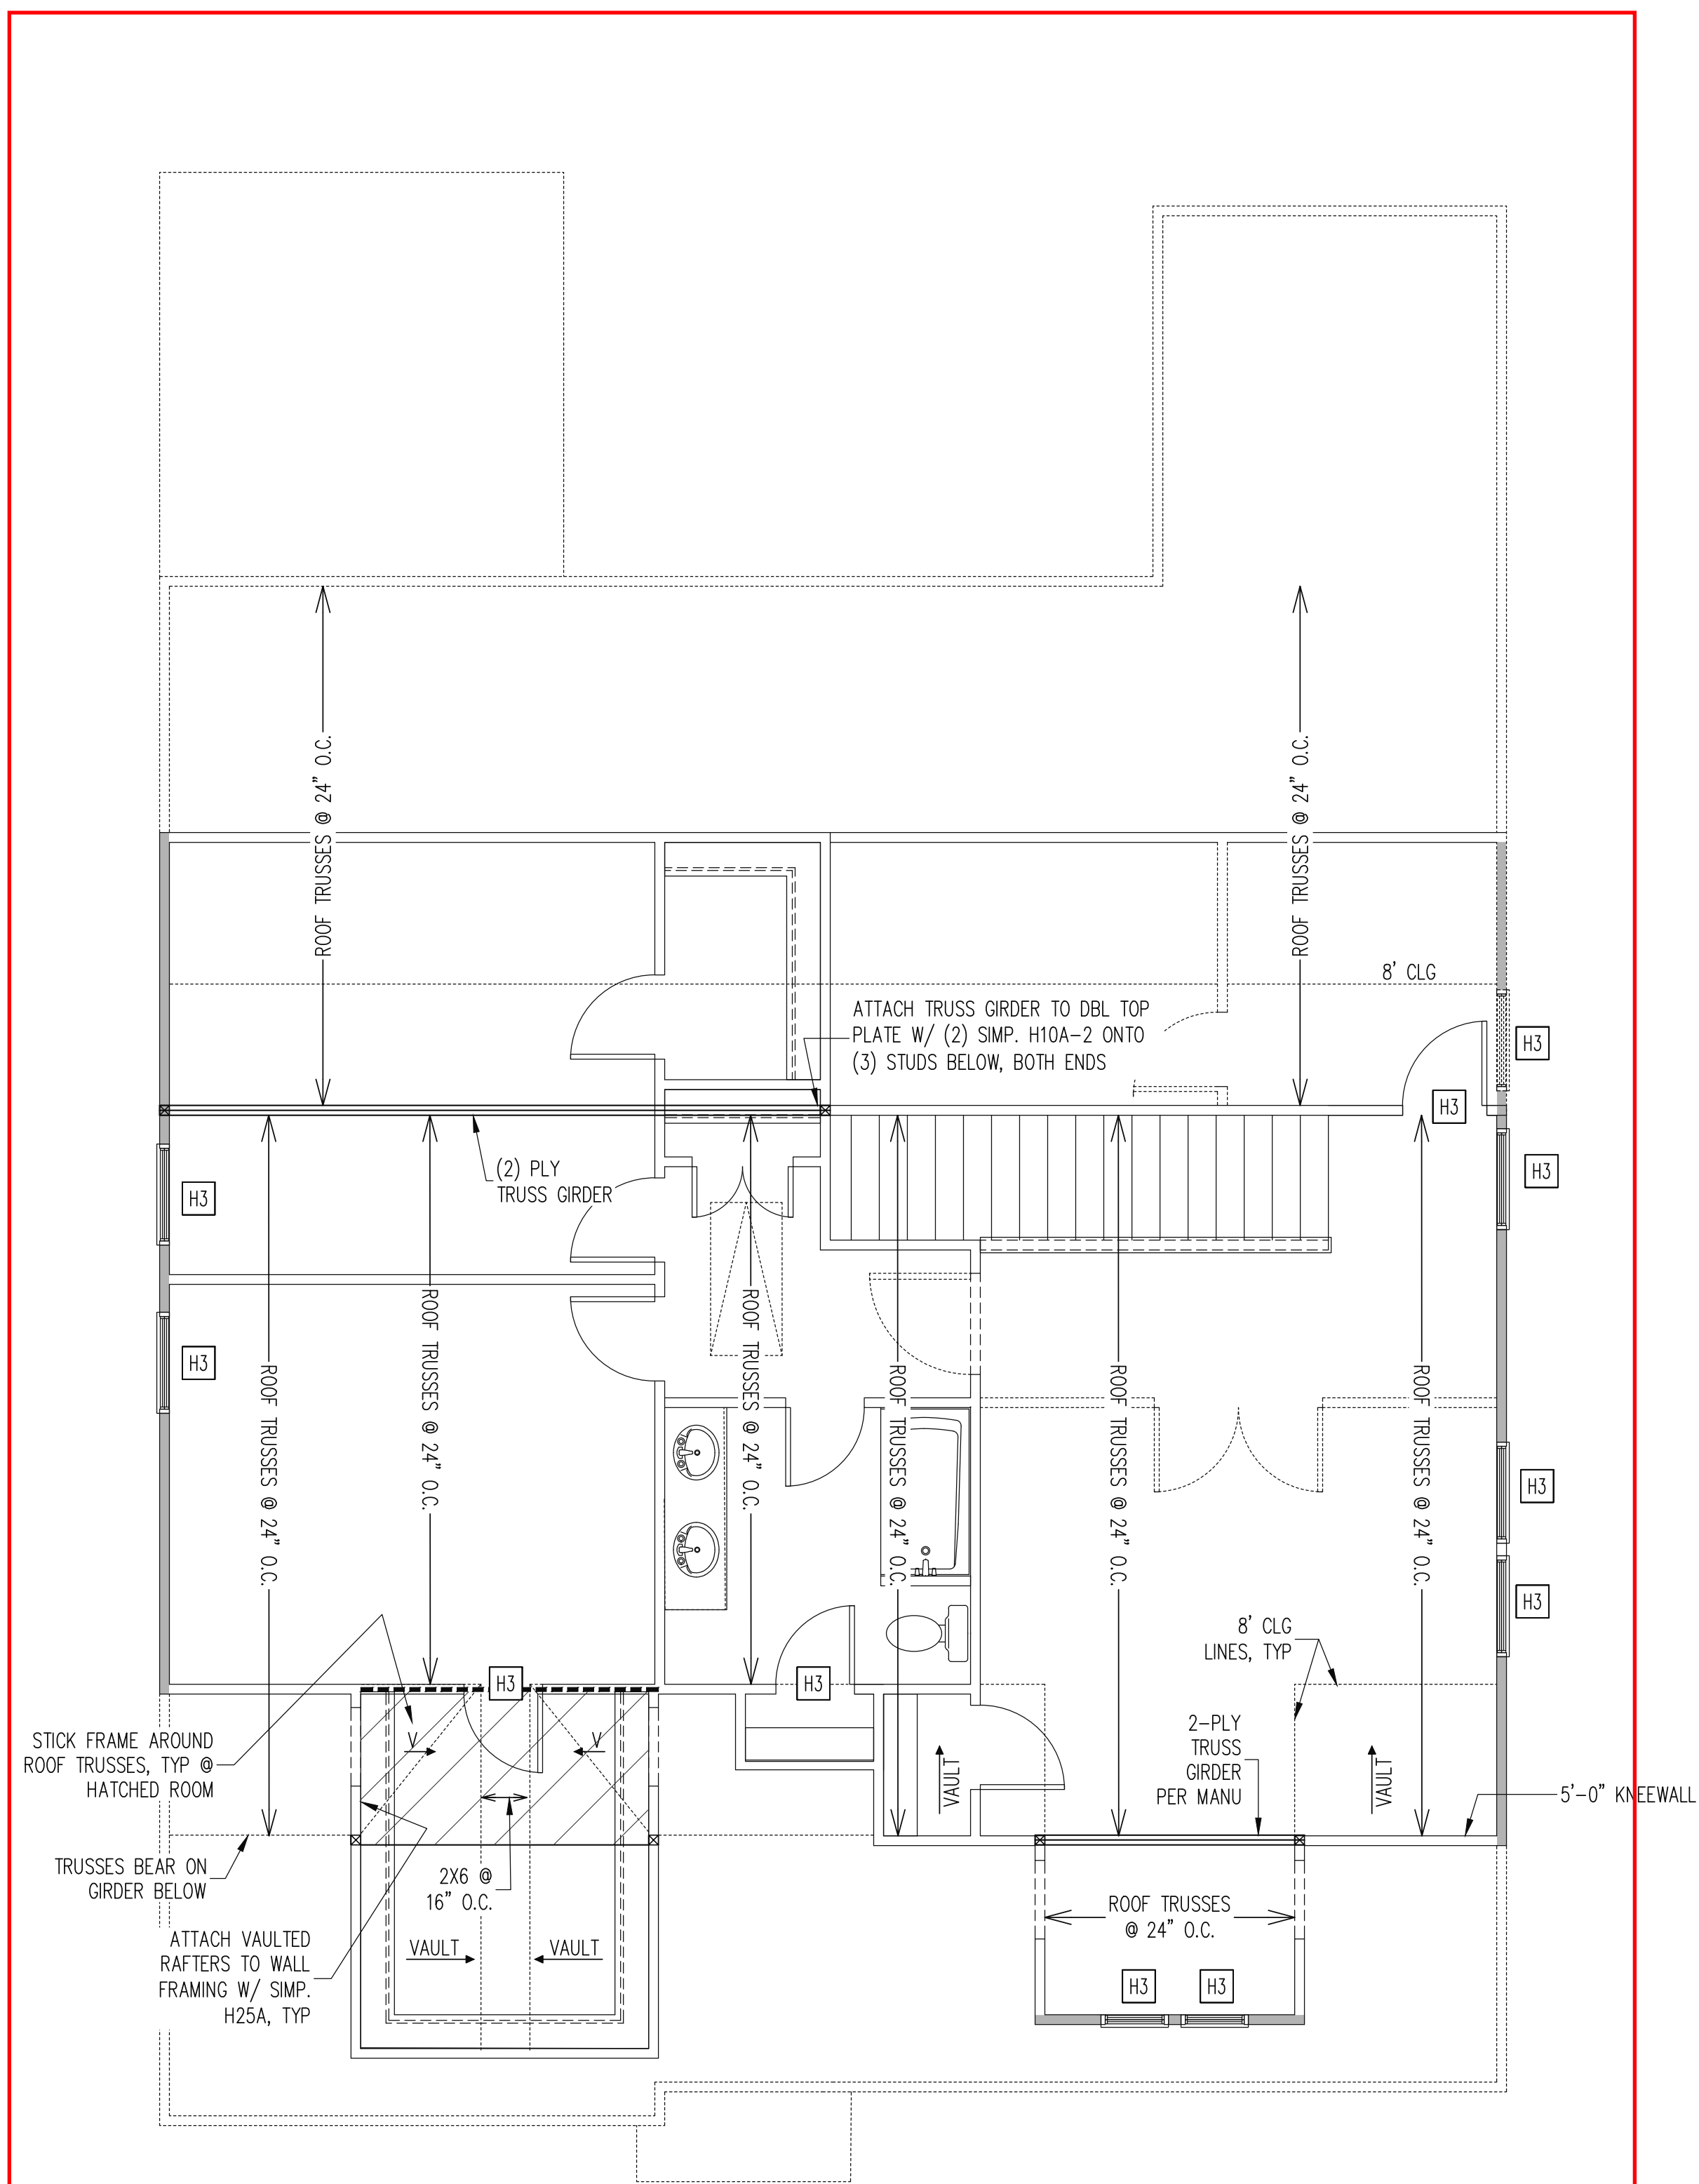 ROOF TRUSSES @ 24" O.C.
ROOF TRUSSES @ 24" O.C.
8' CLG
ATTACH TRUSS GIRDER TO DBL TOP
PLATE W/ (2) SIMP. H10A-2 ONTO
(3) STUDS BELOW, BOTH ENDS
H3
H3
H3
H3
(2) PLY
TRUSS GIRDER
H3
ROOF TRUSSES @ 24" O.C.
ROOF TRUSSES @ 24" O.C.
ROOF TRUSSES @ 24" O.C.
ROOF TRUSSES @ 24" O.C.
ROOF TRUSSES @ 24" O.C.
ROOF TRUSSES @ 24" O.C.
H3
H3
8' CLG
LINES, TYP
H3
H3
STICK FRAME AROUND
ROOF TRUSSES, TYP @
HATCHED ROOM
V
V
2-PLY
TRUSS
GIRDER
PER MANU
VAULT
VAULT
5'-0" KNEEWALL
TRUSSES BEAR ON
GIRDER BELOW
2X6 @
16" O.C.
ROOF TRUSSES
@ 24" O.C.
ATTACH VAULTED
RAFTERS TO WALL
FRAMING W/ SIMP.
H25A, TYP
VAULT
VAULT
H3
H3